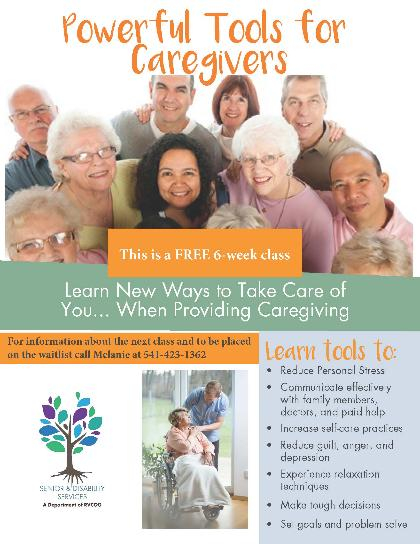 Powerful Tools for
Caregivers
This is a FREE 6-week class
Learn New Ways to Take Care of
You... When Providing Caregiving
For information about the next class and to be placed
on the waitlist call Melanie at 541-423-1362
Learn tools to:
• Reduce Personal Stress
• Communicate effectively
with family members,
doctors, and paid help
• Increase self-care practices
• Reduce guilt, anger, and
depression
• Experience relaxation
techniques
• Make tough decisions
• Set goals and problem solve
SENIOR & DISABILITY
SERVICES
A Department of RVCOG